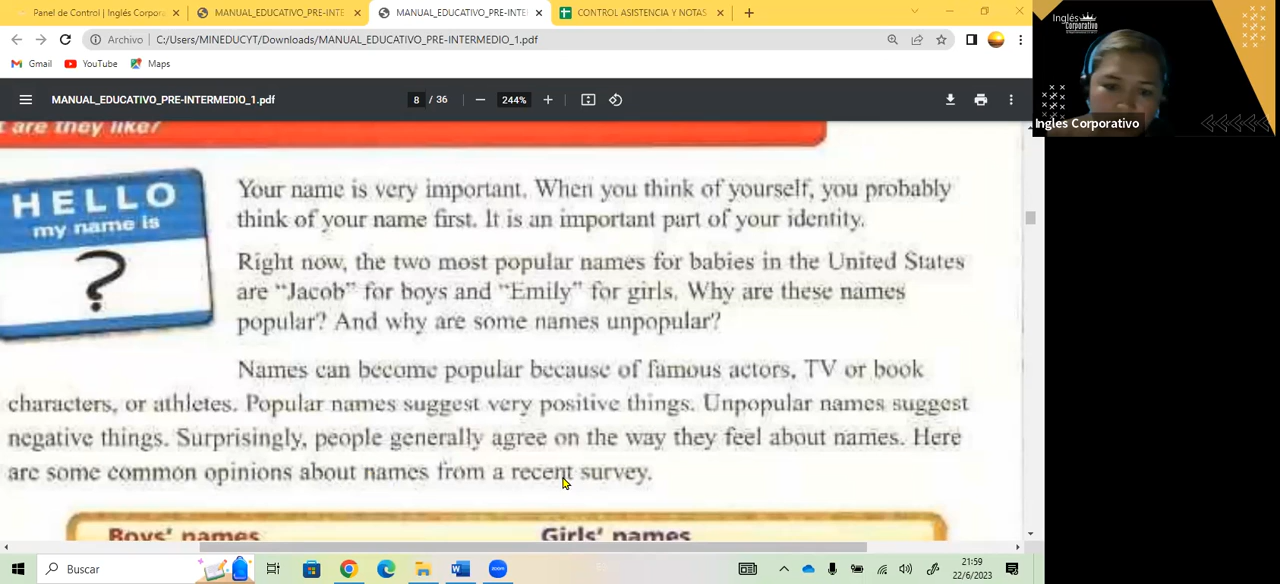 Panel de Control | Inglés Corpora
MANUAL_EDUCATIVO_PRE-INTE
MANUAL_EDUCATIVO_PRE-INTE
CONTROL ASISTENCIA Y NOTAS
Archivo
C:/Users/MINEDUCYT/Downloads/MANUAL_EDUCATIVO_PRE-INTERMEDIO_1.pdf
Gmail
YouTube
Maps
MANUAL_EDUCATIVO_PRE-INTERMEDIO_1.pdf
8 / 36
244%
Inglés
Corporativo
Ingles Corporativo
t are they like?
HELLO
my name is
?
Your name is very important. When you think of yourself, you probably
think of your name first. It is an important part of your identity.
Right now, the two most popular names for babies in the United States
are “Jacob” for boys and “Emily” for girls. Why are these names
popular? And why are some names unpopular?
Names can become popular because of famous actors, TV or book
characters, or athletes. Popular names suggest very positive things. Unpopular names suggest
negative things. Surprisingly, people generally agree on the way they feel about names. Here
are some common opinions about names from a recent survey.
Boys' names
Girls' names
Buscar
21:59
22/6/2023